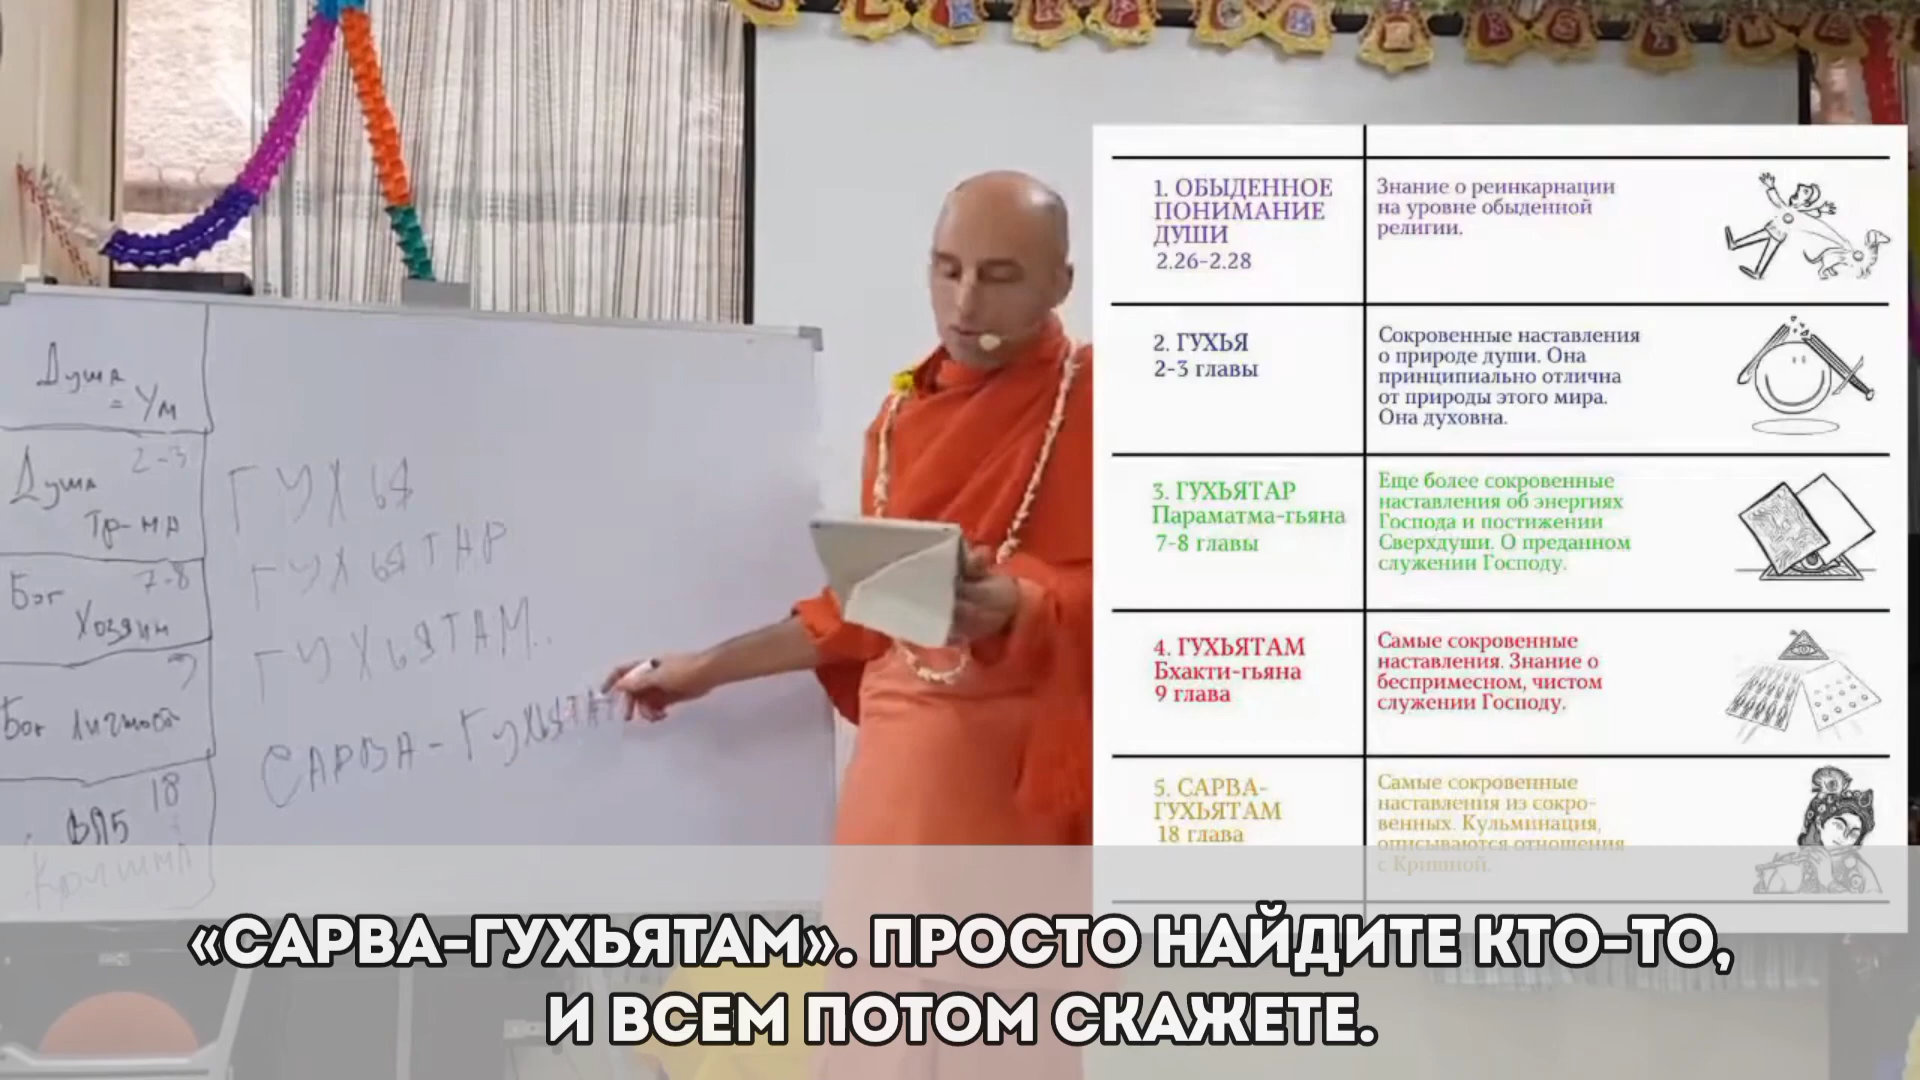 Душа
= Ум
2-3
Душа
Тр-на
7-8
Бог
Хозяин
9
Бог личност
18
Кришна
ГУХЬЯ
ГУХЬЯТАР
ГУХЬЯТАМ..
САРВА-ГУХЬЯТА
1. ОБЫДЕННОЕ
ПОНИМАНИЕ
ДУШИ
2.26-2.28
Знание о реинкарнации
на уровне обыденной
религии.
2. ГУХЬЯ
2-3 главы
Сокровенные наставления
о природе души. Она
принципиально отлична
от природы этого мира.
Она духовна.
3. ГУХЬЯТАР
Параматма-гьяна
7-8 главы
Еще более сокровенные
наставления об энергиях
Господа и постижении
Сверхдуши. О преданном
служении Господу.
4. ГУХЬЯТАМ
Бхакти-гьяна
9 глава
Самые сокровенные
наставления. Знание о
беспримесном, чистом
служении Господу.
5. САРВА-
ГУХЬЯТАМ
18 глава
Самые сокровенные
наставления из сокро-
венных. Кульминация,
описываются отношения
с Кришной.
«САРВА-ГУХЬЯТАМ». ПРОСТО НАЙДИТЕ КТО-ТО,
И ВСЕМ ПОТОМ СКАЖЕТЕ.